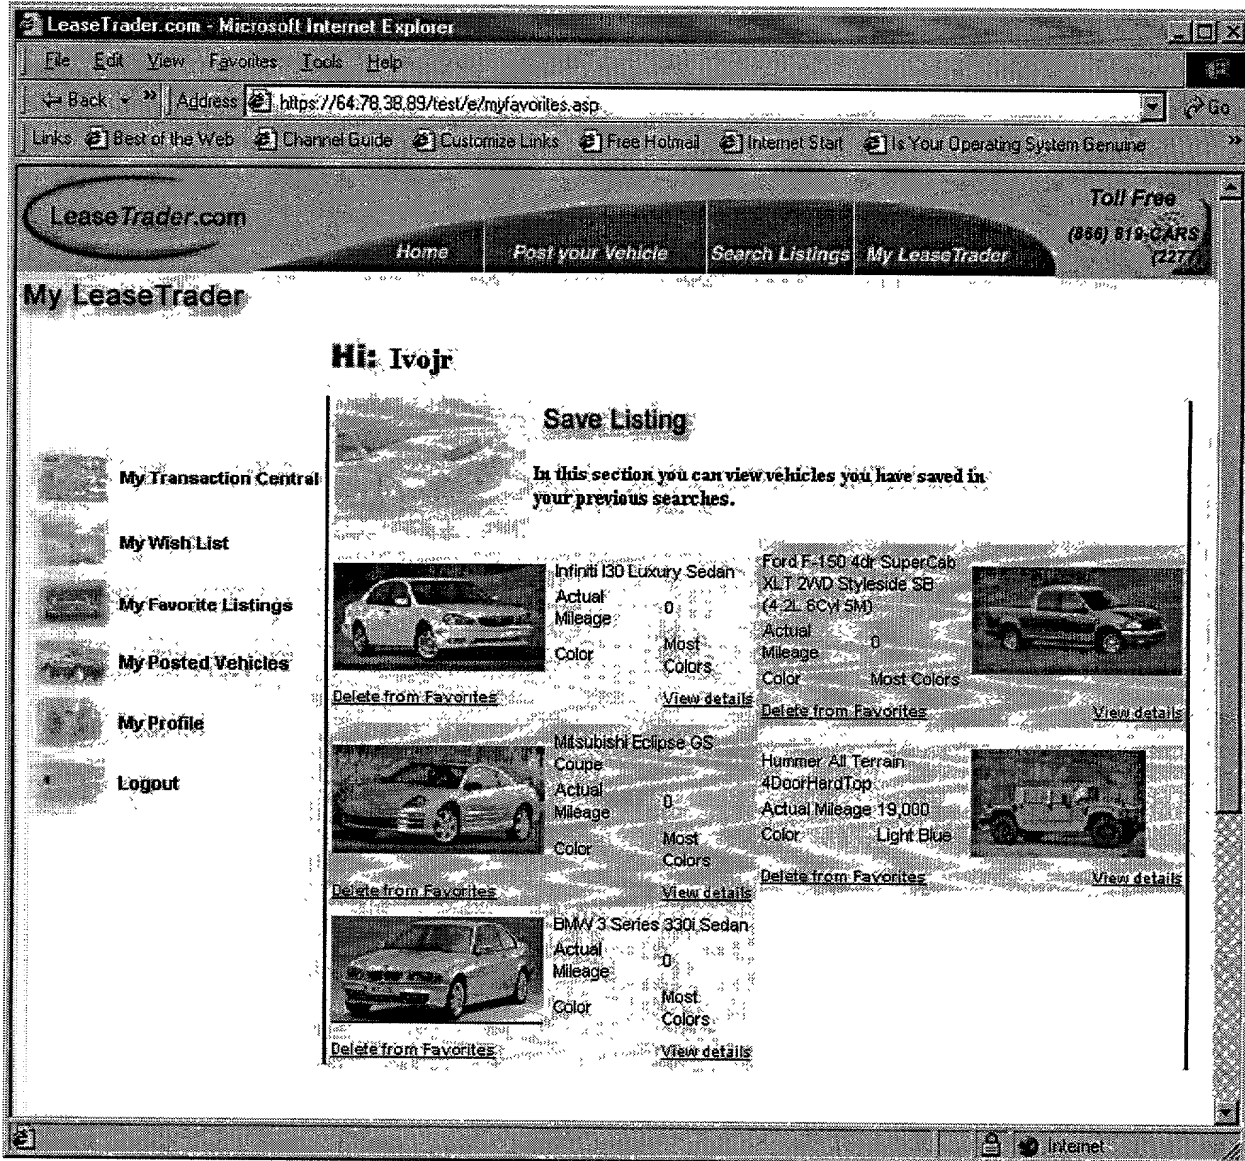 LeaseTrader.com - Microsoft Internet Explorer
File Edit View Favorites Tools Help
Back » Address https://64.78.38.89/test/e/myfavorites.asp Go
Links Best of the Web Channel Guide Customize Links Free Hotmail Internet Start Is Your Operating System Genuine »
LeaseTrader.com
Home Post your Vehicle Search Listings My LeaseTrader
Toll Free
(866) 819-CARS
(2277)
My LeaseTrader
Hi: Ivojr
My Transaction Central
My Wish List
My Favorite Listings
My Posted Vehicles
My Profile
Logout
Save Listing
In this section you can view vehicles you have saved in
your previous searches.
Infiniti I30 Luxury Sedan
Actual
Mileage 0
Color Most
Colors
Delete from Favorites View details
Ford F-150 4dr SuperCab
XLT 2WD Styleside SB
(4.2L 6Cyl 5M)
Actual
Mileage 0
Color Most Colors
Delete from Favorites View details
Mitsubishi Eclipse GS
Coupe
Actual
Mileage 0
Color Most
Colors
Delete from Favorites View details
Hummer All Terrain
4DoorHardTop
Actual Mileage 19,000
Color Light Blue
Delete from Favorites View details
BMW 3 Series 330i Sedan
Actual
Mileage 0
Color Most
Colors
Delete from Favorites View details
Internet